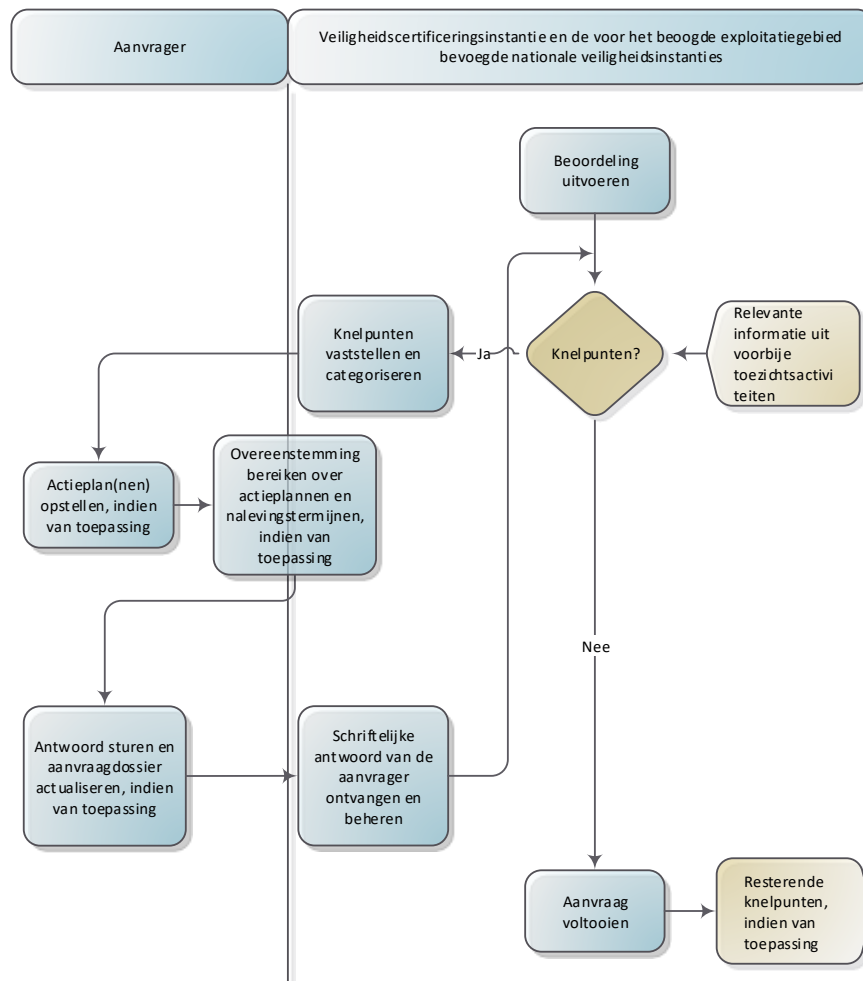 Aanvrager
Veiligheidscertificeringsinstantie en de voor het beoogde exploitatiegebied
bevoegde nationale veiligheidsinstanties
Beoordeling
uitvoeren
Knelpunten
vaststellen en
categoriseren
Ja
Knelpunten?
Relevante
informatie uit
voorbije
toezichtsactivi
teiten
Actieplan(nen)
opstellen, indien
van toepassing
Overeenstemming
bereiken over
actieplannen en
nalevingstermijnen,
indien van
toepassing
Nee
Antwoord sturen en
aanvraagdossier
actualiseren, indien
van toepassing
Schriftelijke
antwoord van de
aanvrager
ontvangen en
beheren
Aanvraag
voltooien
Resterende
knelpunten,
indien van
toepassing